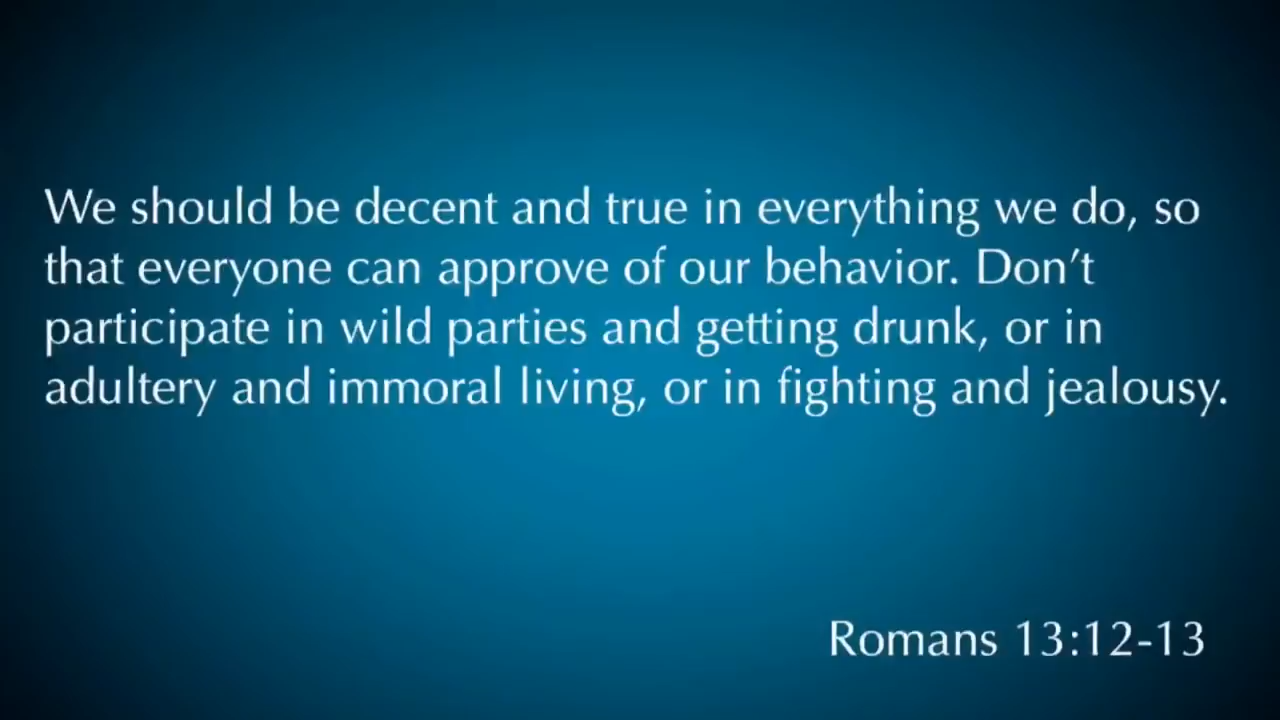 We should be decent and true in everything we do, so
that everyone can approve of our behavior. Don’t
participate in wild parties and getting drunk, or in
adultery and immoral living, or in fighting and jealousy.
Romans 13:12-13